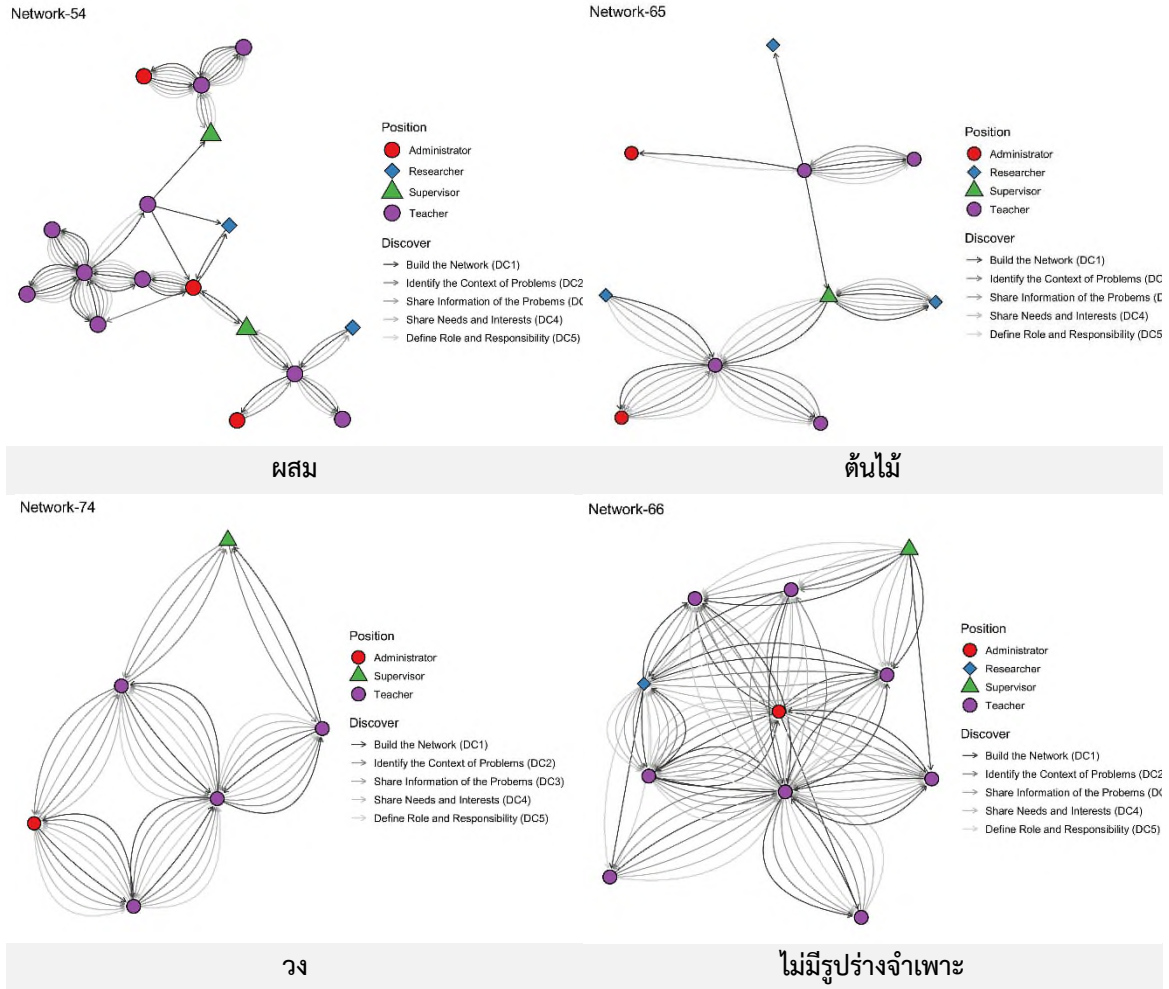 Network-54
Position
Administrator
Researcher
Supervisor
Teacher
Discover
Build the Network (DC1)
Identify the Context of Problems (DC2
Share Information of the Probems (DC
Share Needs and Interests (DC4)
Define Role and Responsibility (DC5)
ผสม
Network-65
Position
Administrator
Researcher
Supervisor
Teacher
Discover
Build the Network (DC1)
Identify the Context of Problems (DC
Share Information of the Probems (D
Share Needs and Interests (DC4)
Define Role and Responsibility (DC5
ต้นไม้
Network-74
Position
Administrator
Supervisor
Teacher
Discover
Build the Network (DC1)
Identify the Context of Problems (DC2)
Share Information of the Probems (DC3)
Share Needs and Interests (DC4)
Define Role and Responsibility (DC5)
วง
Network-66
Position
Administrator
Researcher
Supervisor
Teacher
Discover
Build the Network (DC1)
Identify the Context of Problems (DC2
Share Information of the Probems (DC
Share Needs and Interests (DC4)
Define Role and Responsibility (DC5)
ไม่มีรูปร่างจำเพาะ